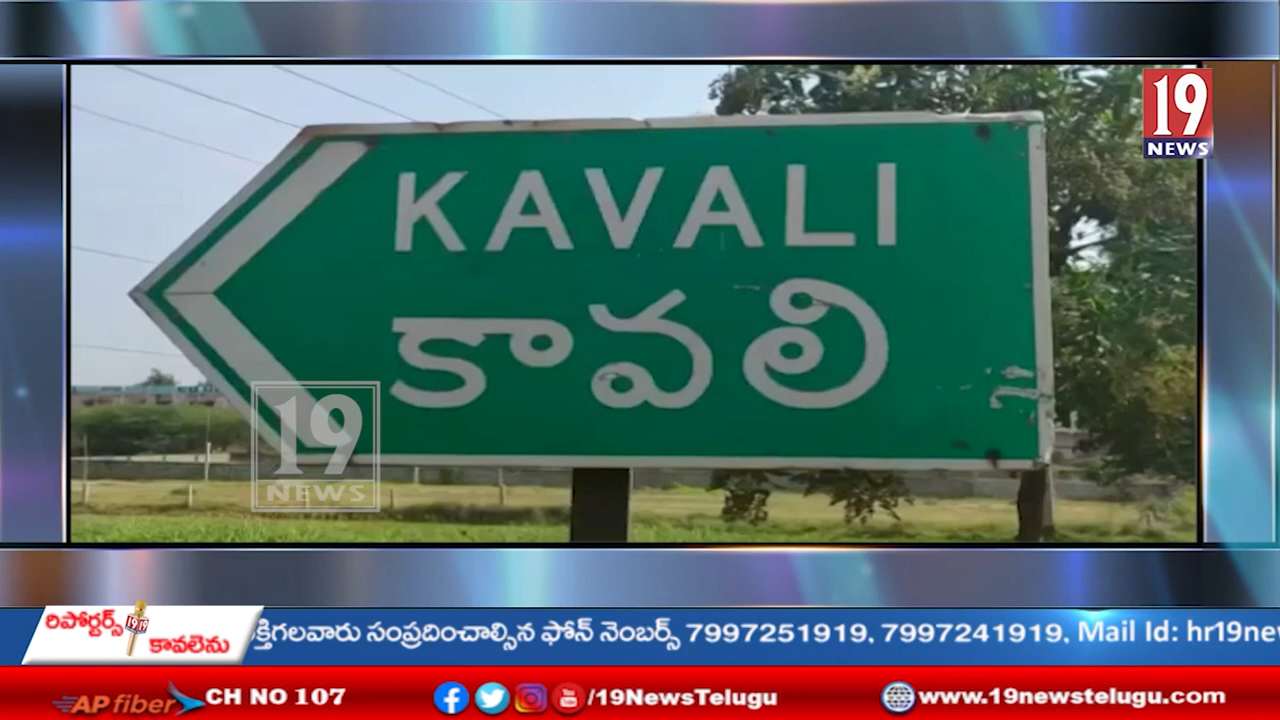 19
NEWS
KAVALI
కావలి
19
NEWS
రిపోర్టర్స్ 1919
కావలెను
క్తిగలవారు సంప్రదించాల్సిన ఫోన్ నెంబర్స్ 7997251919, 7997241919, Mail Id: hr19new
AP fiber CH NO 107 /19NewsTelugu www.19newstelugu.com